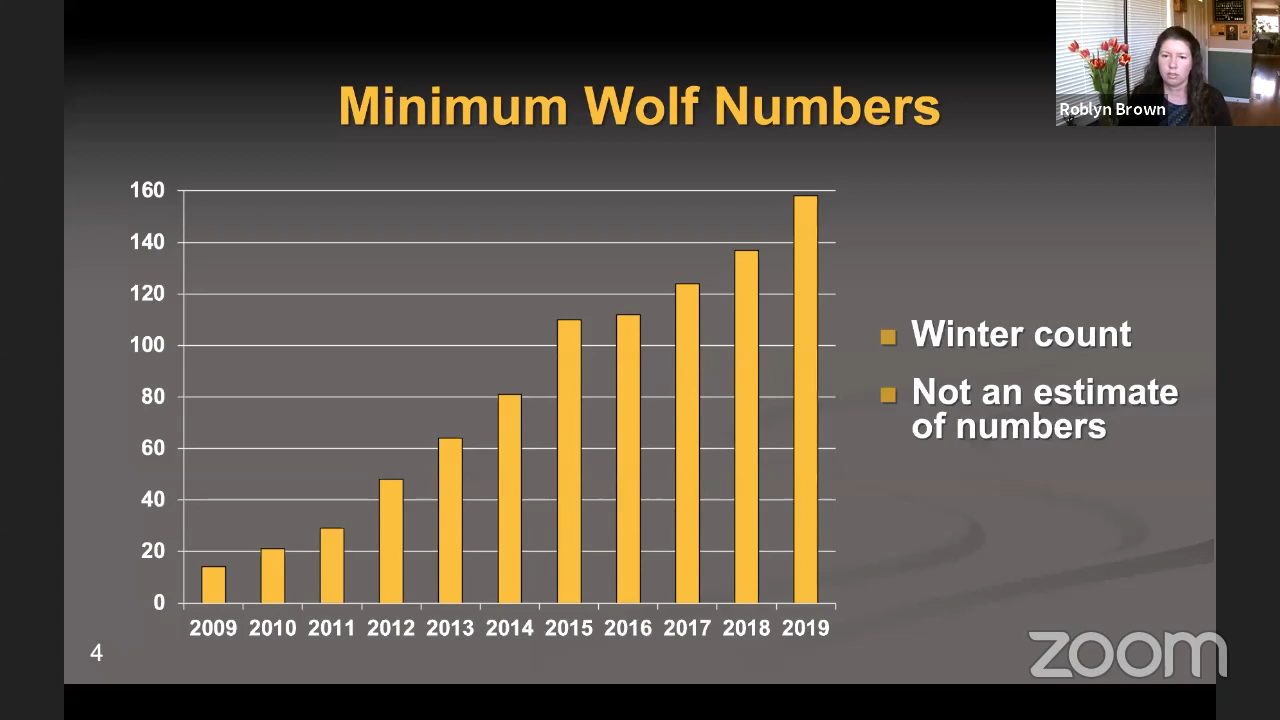 Minimum Wolf Numbers
Roblyn Brown
160
140
120
100
80
60
40
20
0
2009 2010 2011 2012 2013 2014 2015 2016 2017 2018 2019
Winter count
Not an estimate
of numbers
4
zoom